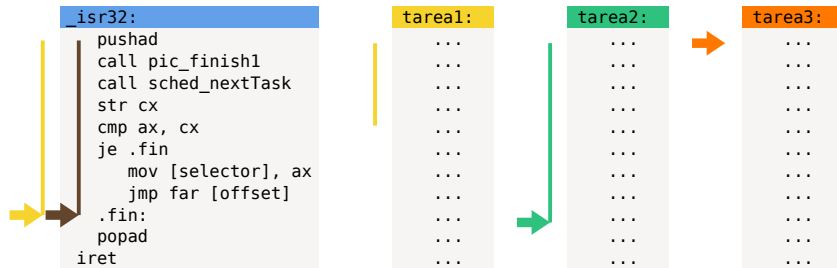 _isr32:
pushad
call pic_finish1
call sched_nextTask
str cx
cmp ax, cx
je .fin
mov [selector], ax
jmp far [offset]
.fin:
popad
iret
tarea1:
...
...
...
...
...
...
...
...
...
...
...
tarea2:
...
...
...
...
...
...
...
...
...
...
...
tarea3:
...
...
...
...
...
...
...
...
...
...
...